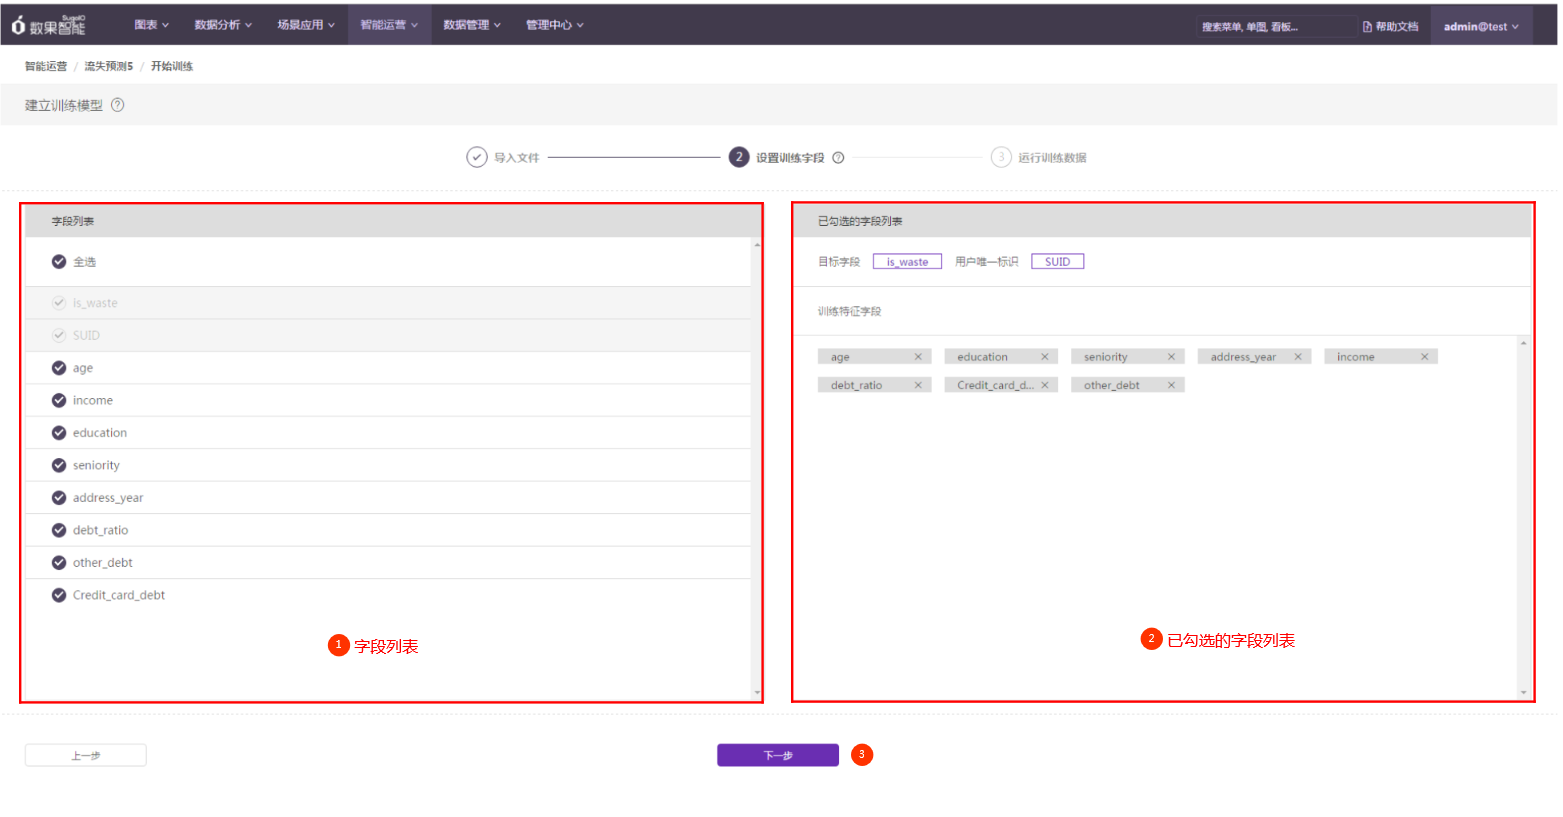 SugoIO
数果智能
图表 数据分析 场景应用 智能运营 数据管理 管理中心 搜索菜单, 单图, 看板... 帮助文档 admin@test
智能运营 / 流失预测5 / 开始训练
建立训练模型 ?
导入文件 2 设置训练字段 ? 3 运行训练数据
字段列表
全选
is_waste
SUID
age
income
education
seniority
address_year
debt_ratio
other_debt
Credit_card_debt
1 字段列表
已勾选的字段列表
目标字段 is_waste 用户唯一标识 SUID
训练特征字段
age × education × seniority × address_year × income ×
debt_ratio × Credit_card_d... × other_debt ×
2 已勾选的字段列表
上一步 下一步 3